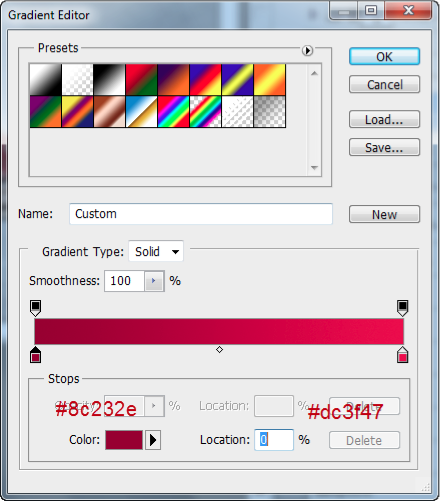 Gradient Editor
Presets
OK
Cancel
Load...
Save...
Name: Custom
New
Gradient Type: Solid
Smoothness: 100 %
Stops
% Location: % Delete
#8c232e
#dc3f47
Color: Location: 0 % Delete